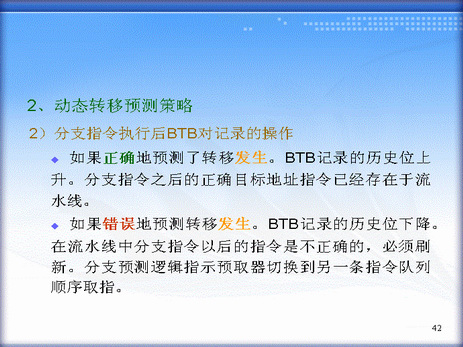 2、动态转移预测策略
2）分支指令执行后BTB对记录的操作
◆ 如果正确地预测了转移发生。BTB记录的历史位上
升。分支指令之后的正确目标地址指令已经存在于流
水线。
◆ 如果错误地预测转移发生。BTB记录的历史位下降。
在流水线中分支指令以后的指令是不正确的，必须刷
新。分支预测逻辑指示预取器切换到另一条指令队列
顺序取指。
42